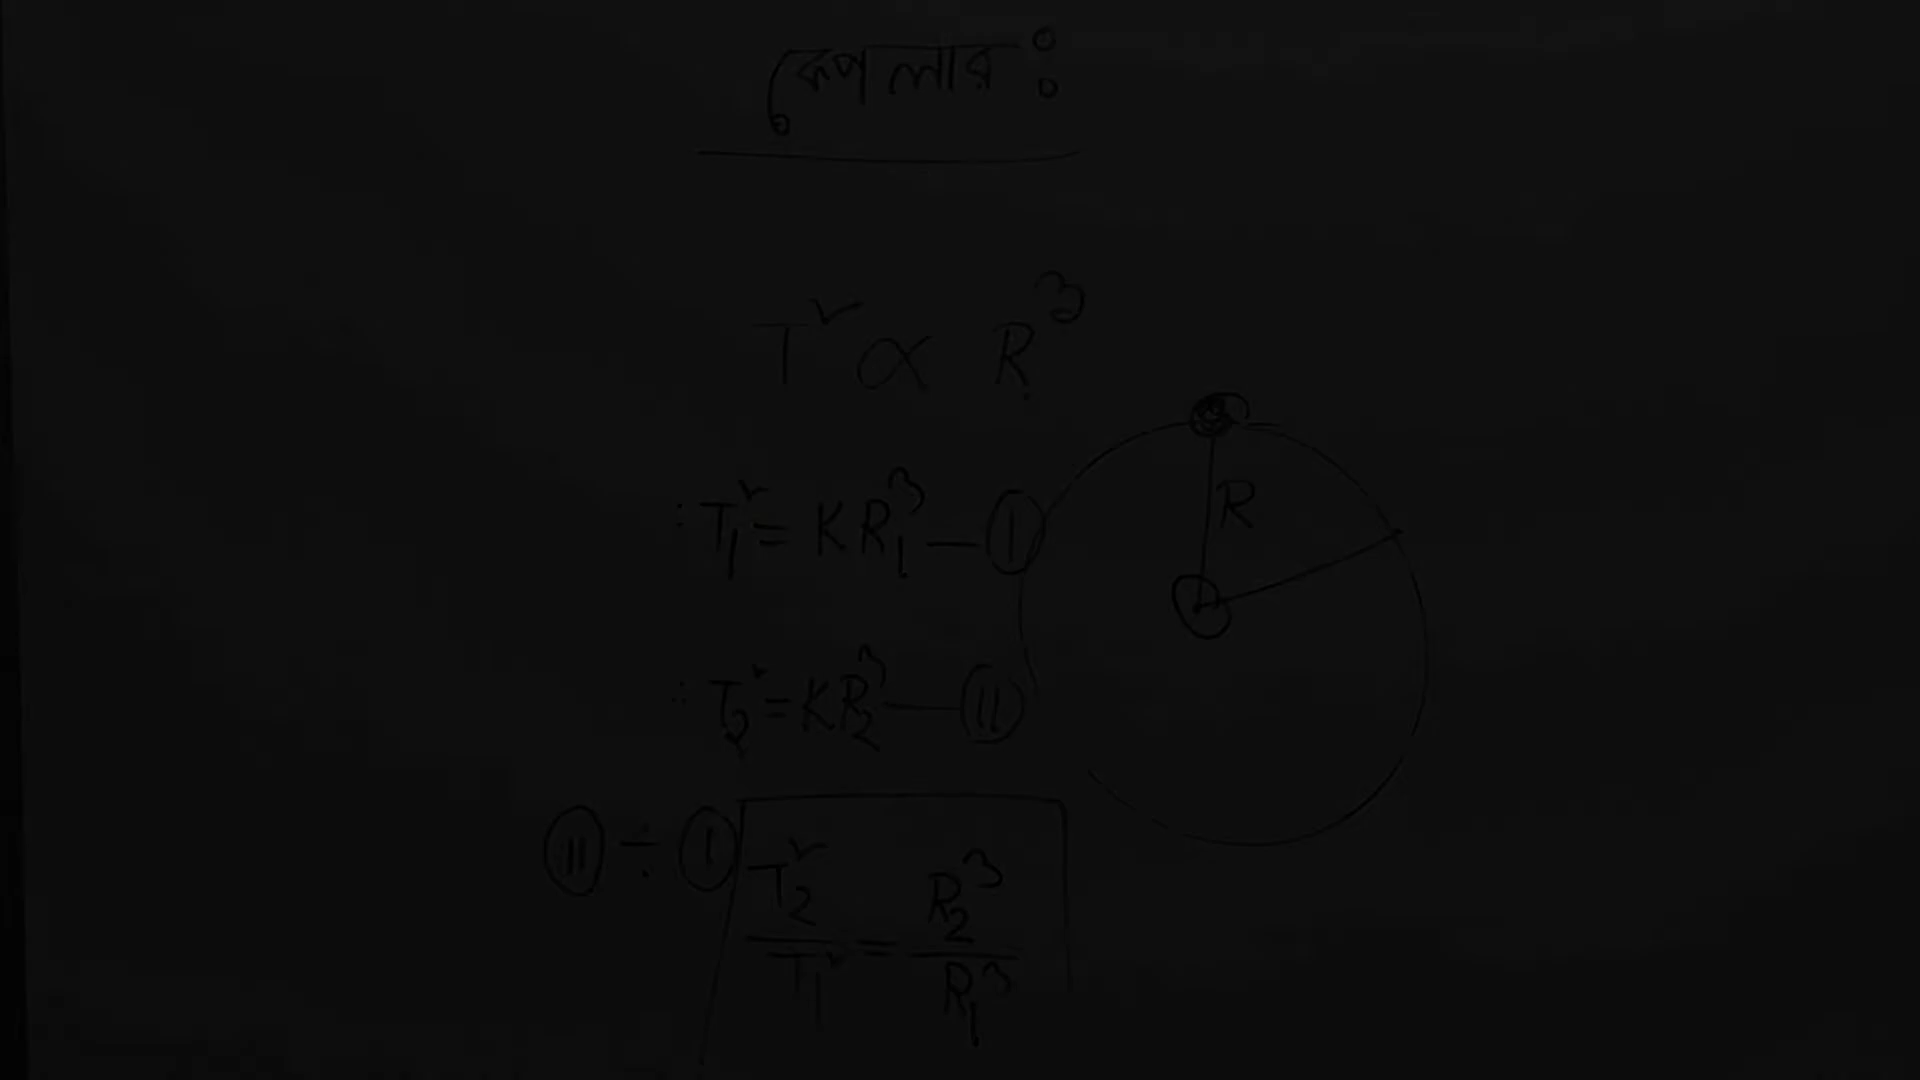 কেপলার :
T² ∝ R³
∴ T₁² = KR₁³ — (I)
R
∴ T₂² = KR₂³ — (II)
(II) ÷ (I) T₂²/T₁² = R₂³/R₁³